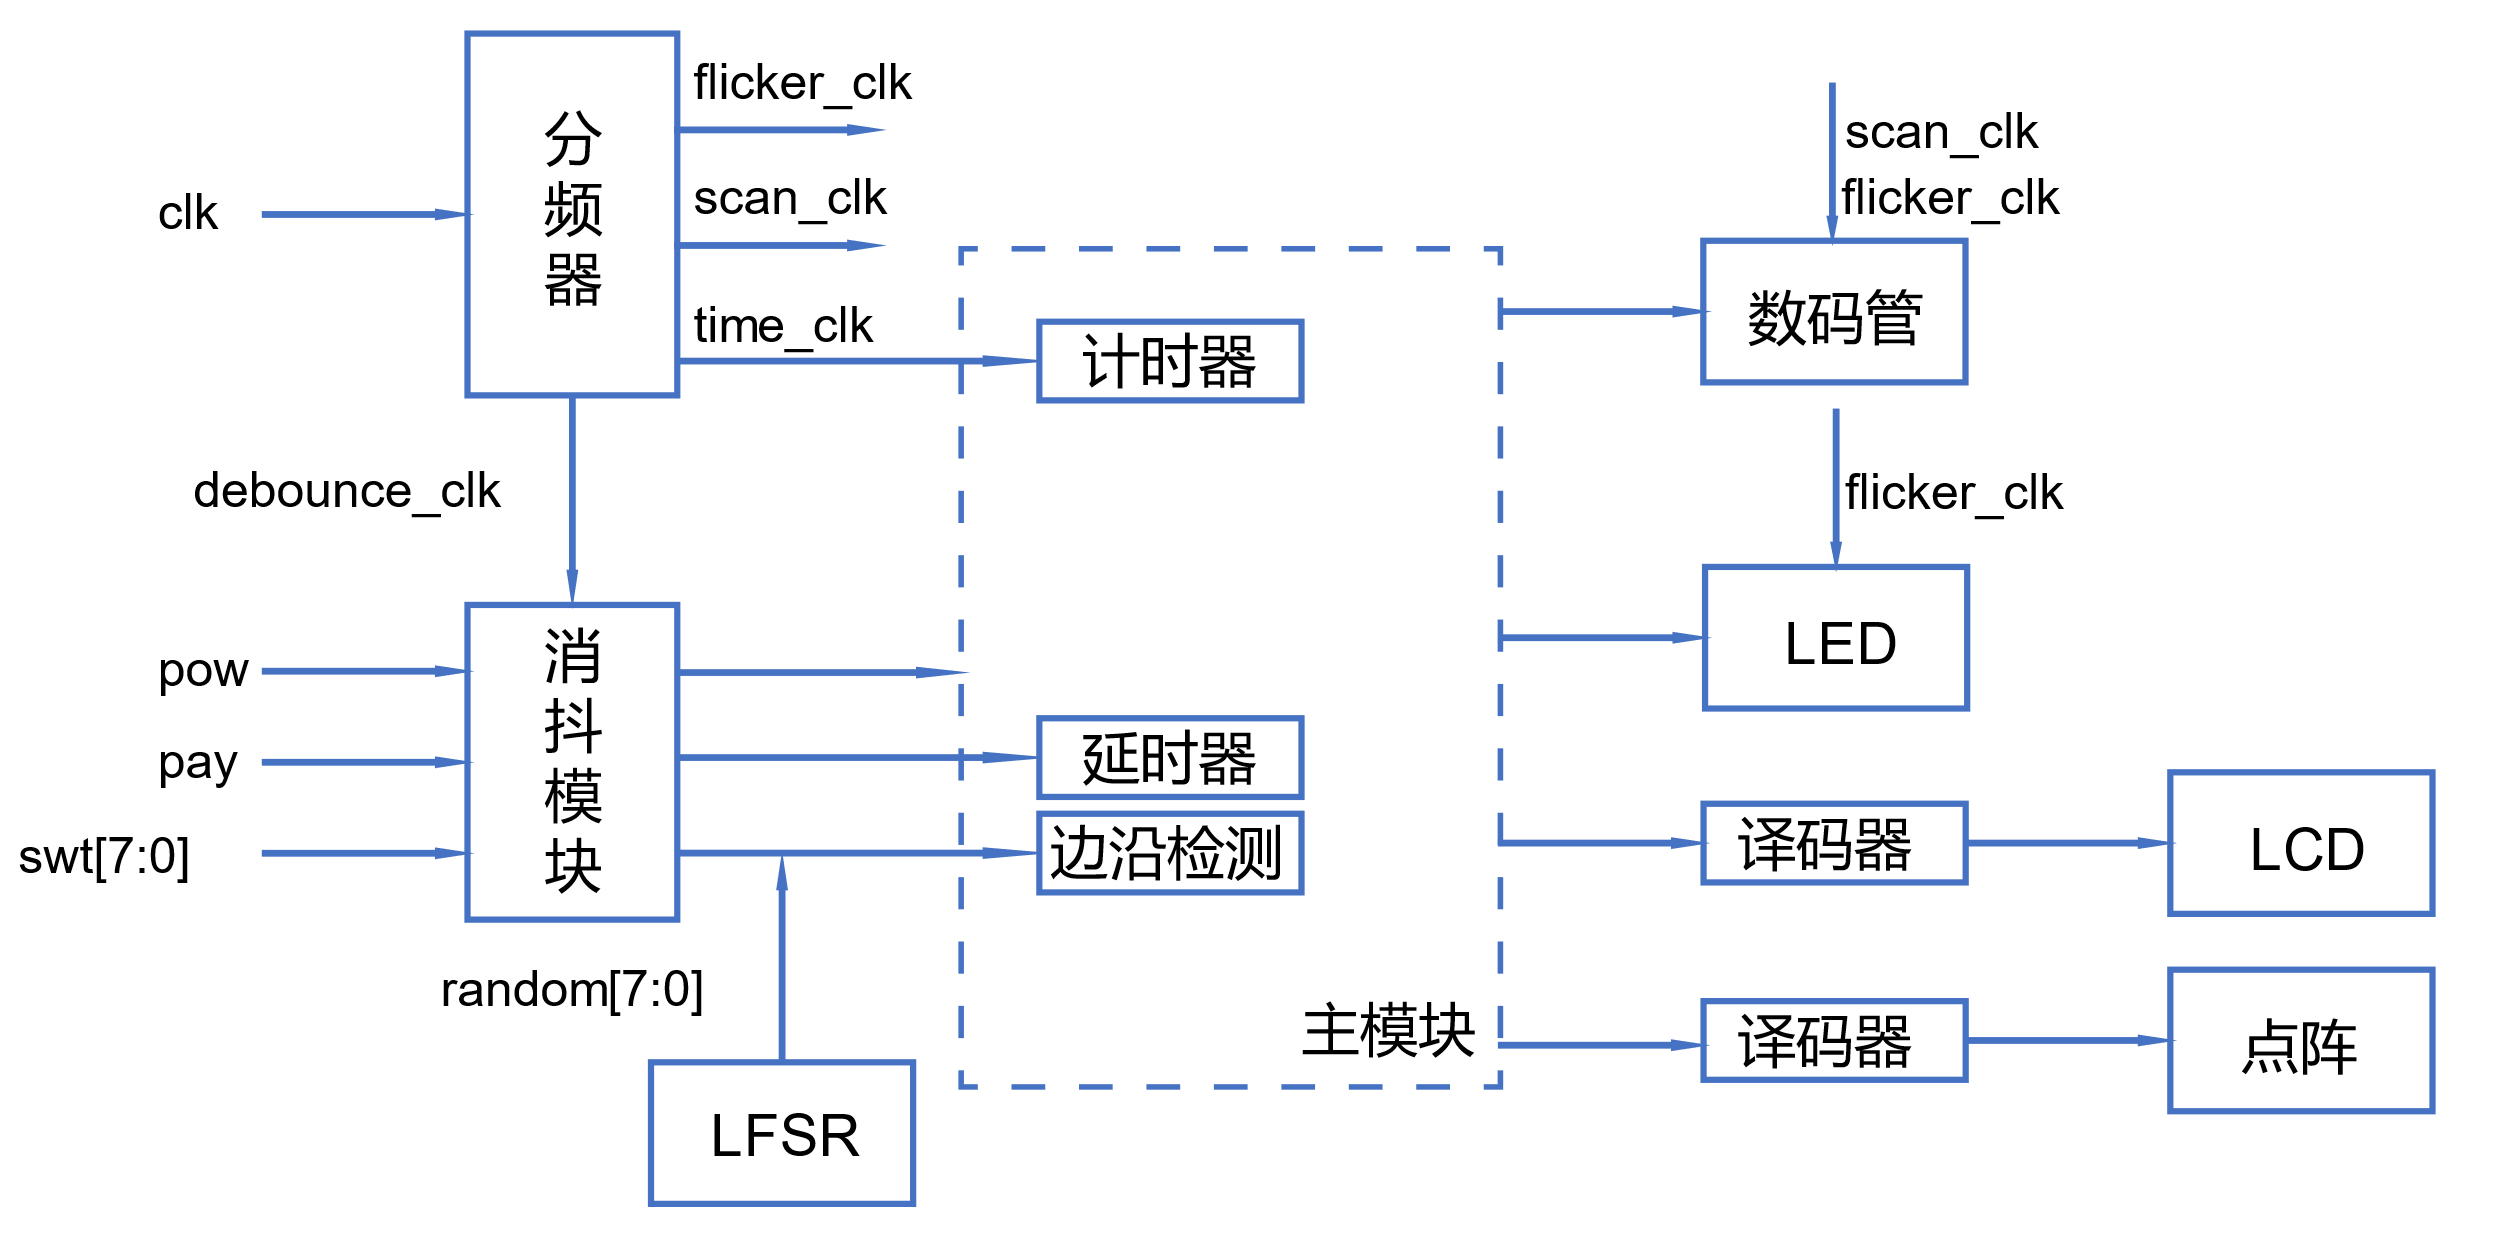 clk
分频器
flicker_clk
scan_clk
time_clk
debounce_clk
pow
pay
swt[7:0]
消抖模块
random[7:0]
LFSR
计时器
延时器
边沿检测
主模块
scan_clk
flicker_clk
数码管
flicker_clk
LED
译码器
LCD
译码器
点阵